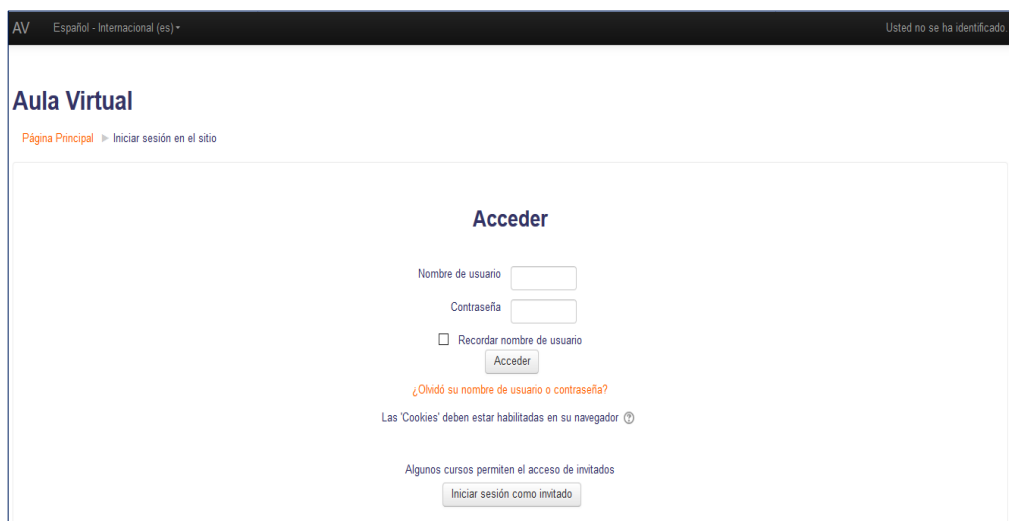 AV Español - Internacional (es) Usted no se ha identificado.
Aula Virtual
Página Principal ▶ Iniciar sesión en el sitio
Acceder
Nombre de usuario
Contraseña
Recordar nombre de usuario
Acceder
¿Olvidó su nombre de usuario o contraseña?
Las 'Cookies' deben estar habilitadas en su navegador ?
Algunos cursos permiten el acceso de invitados
Iniciar sesión como invitado